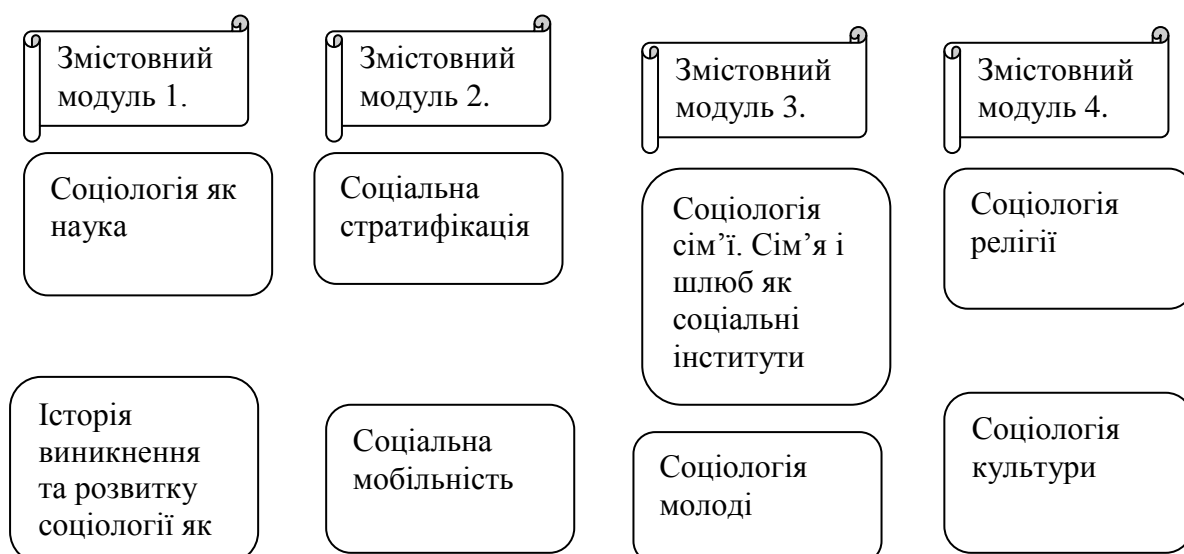 Змістовний
модуль 1.
Змістовний
модуль 2.
Змістовний
модуль 3.
Змістовний
модуль 4.
Соціологія як
наука
Соціальна
стратифікація
Соціологія
сім’ї. Сім’я і
шлюб як
соціальні
інститути
Соціологія
релігії
Історія
виникнення
та розвитку
соціології як
Соціальна
мобільність
Соціологія
молоді
Соціологія
культури